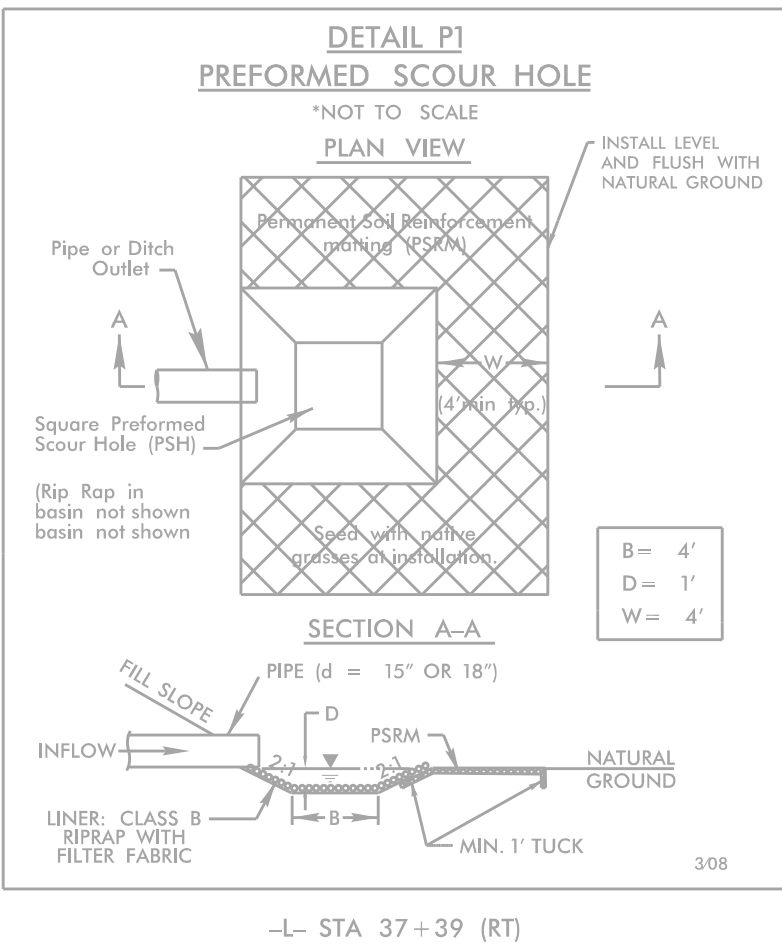 DETAIL P1
PREFORMED SCOUR HOLE
*NOT TO SCALE
PLAN VIEW
INSTALL LEVEL
AND FLUSH WITH
NATURAL GROUND
Permanent Soil Reinforcement
matting (PSRM)
Pipe or Ditch
Outlet
A
A
W
(4'min typ.)
Square Preformed
Scour Hole (PSH)
(Rip Rap in
basin not shown
basin not shown
Seed with native
grasses at installation.
B= 4'
D= 1'
W= 4'
SECTION A-A
FILL SLOPE
PIPE (d = 15" OR 18")
D
PSRM
INFLOW
2:1
2:1
NATURAL
GROUND
B
LINER: CLASS B
RIPRAP WITH
FILTER FABRIC
MIN. 1' TUCK
3/08
-L- STA 37+39 (RT)